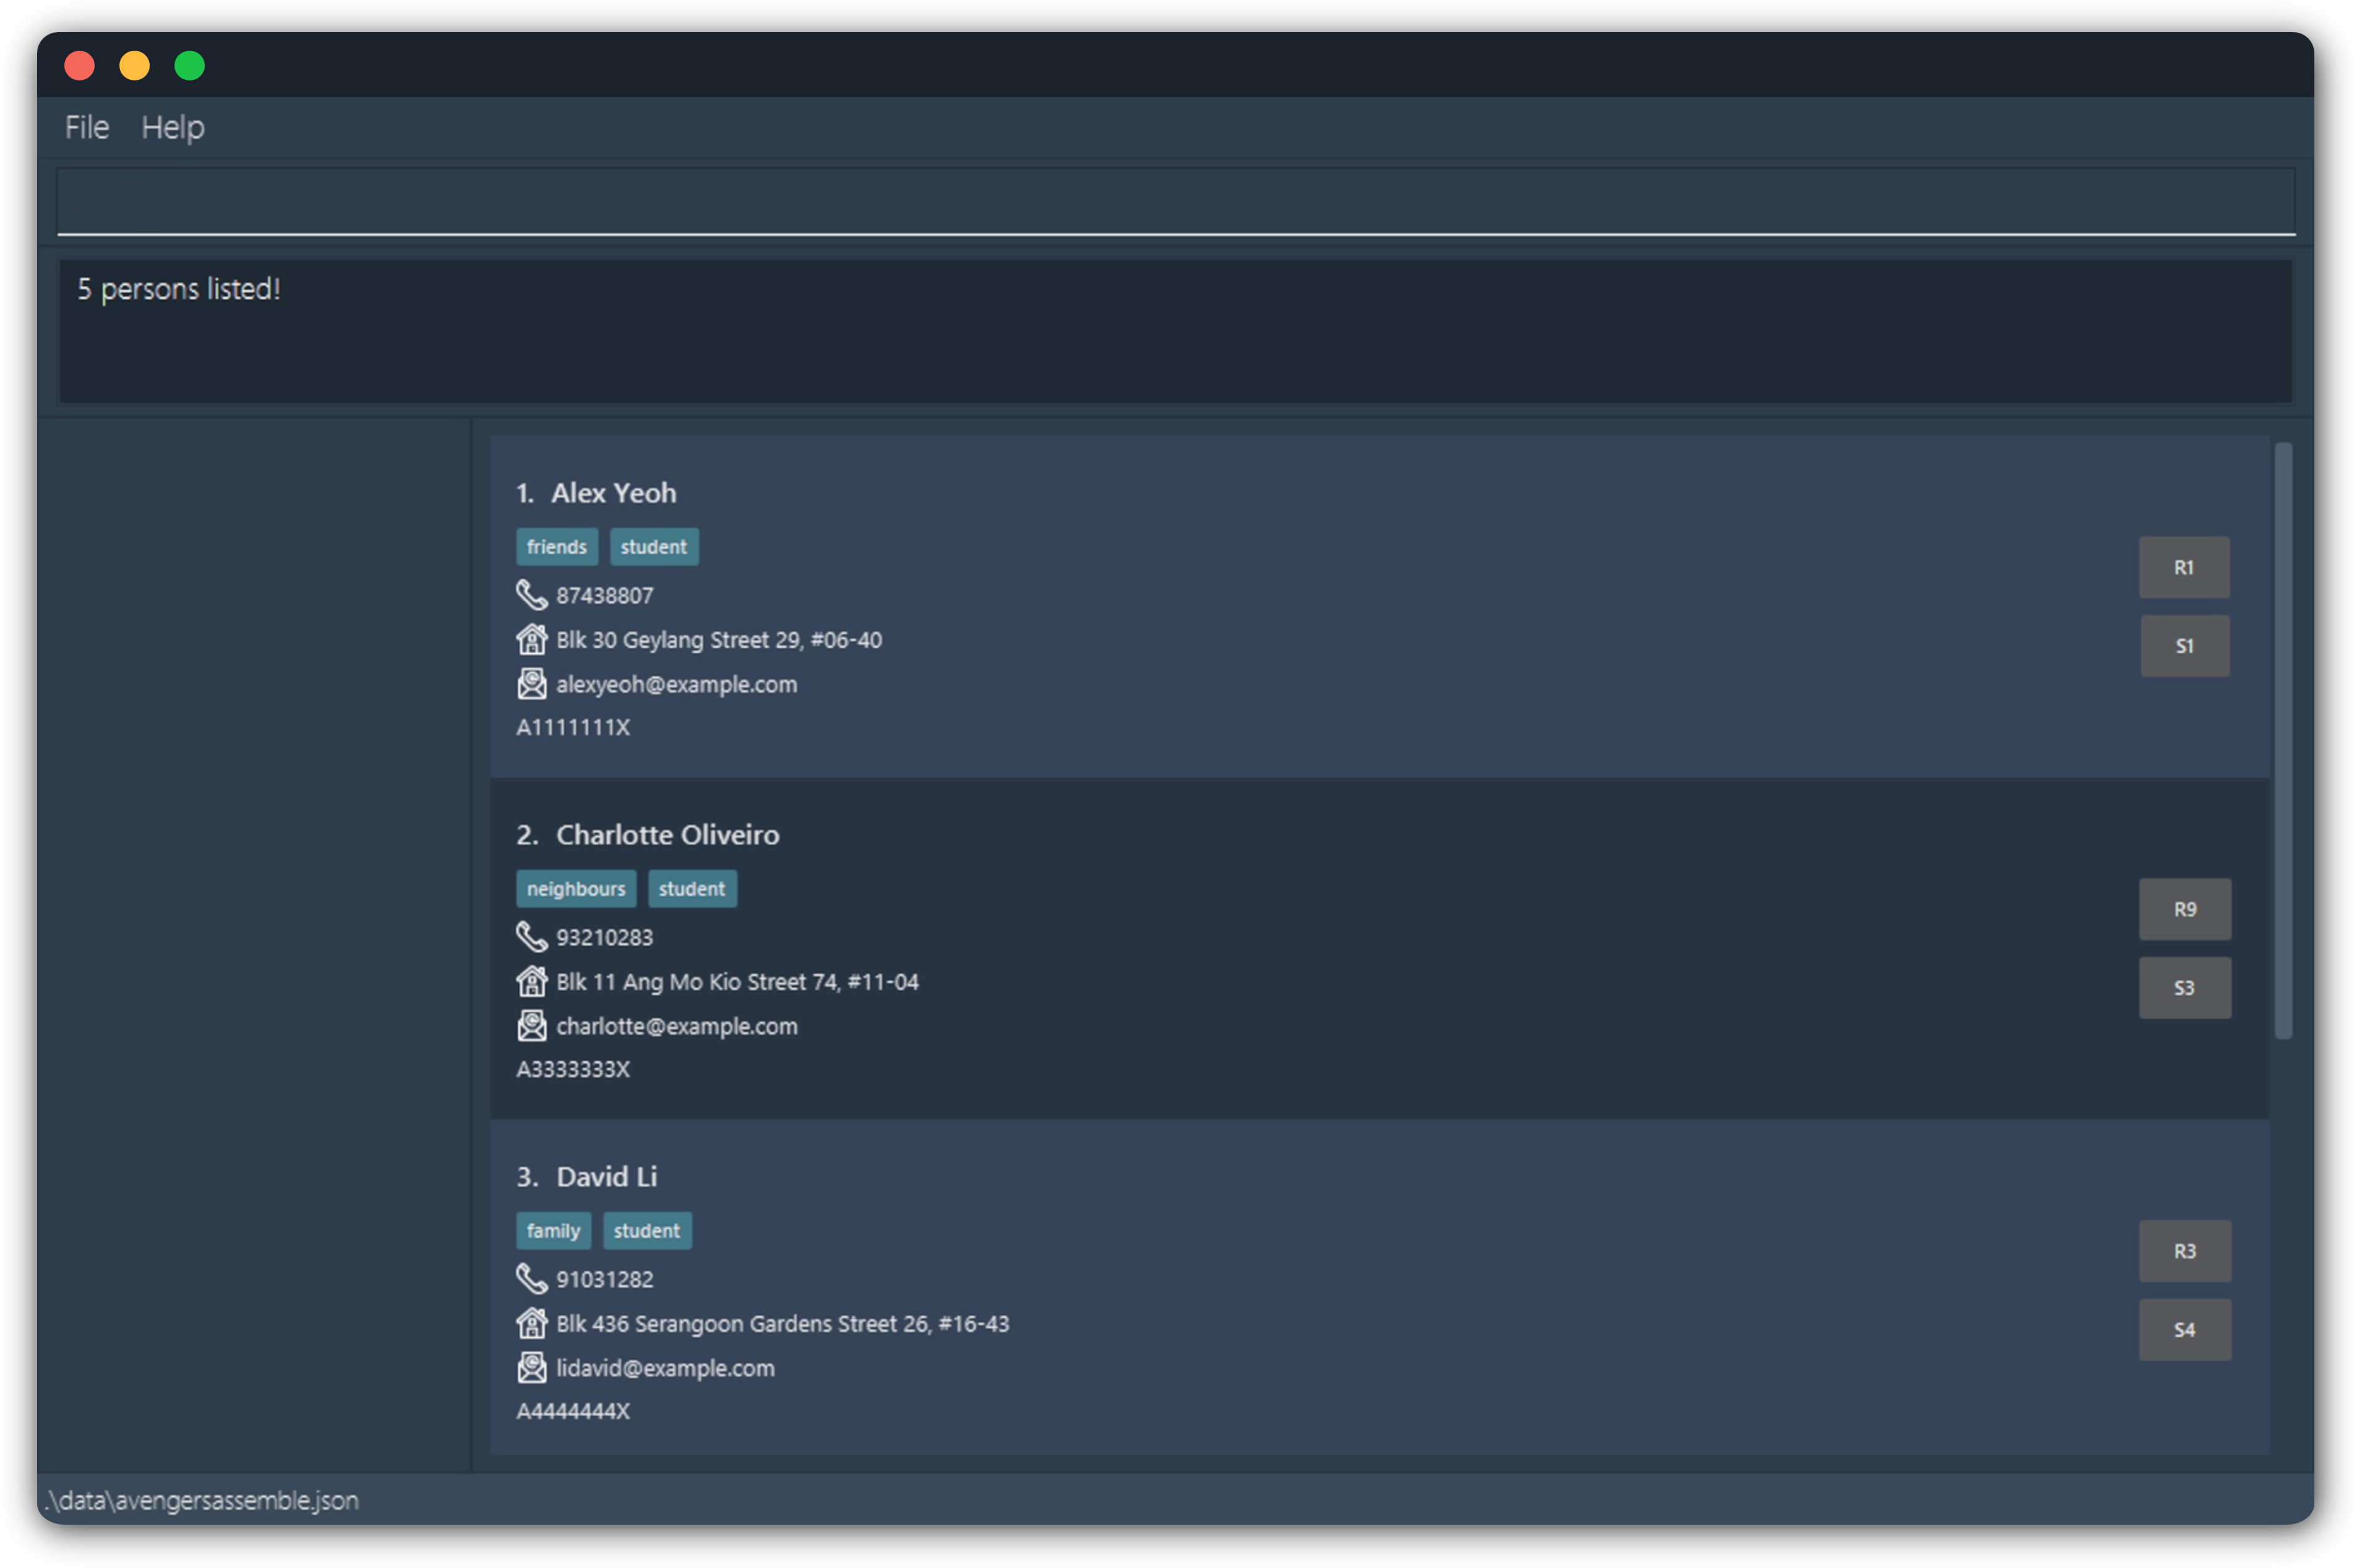 File Help
5 persons listed!
1. Alex Yeoh
friends student
87438807
Blk 30 Geylang Street 29, #06-40
alexyeoh@example.com
A1111111X
R1
S1
2. Charlotte Oliveiro
neighbours student
93210283
Blk 11 Ang Mo Kio Street 74, #11-04
charlotte@example.com
A3333333X
R9
S3
3. David Li
family student
91031282
Blk 436 Serangoon Gardens Street 26, #16-43
lidavid@example.com
A4444444X
R3
S4
.\data\avengersassemble.json